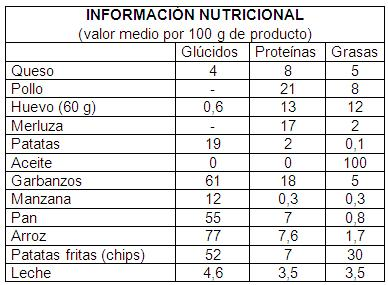 INFORMACIÓN NUTRICIONAL
(valor medio por 100 g de producto)
Glúcidos Proteínas Grasas
Queso 4 8 5
Pollo - 21 8
Huevo (60 g) 0,6 13 12
Merluza - 17 2
Patatas 19 2 0,1
Aceite 0 0 100
Garbanzos 61 18 5
Manzana 12 0,3 0,3
Pan 55 7 0,8
Arroz 77 7,6 1,7
Patatas fritas (chips) 52 7 30
Leche 4,6 3,5 3,5